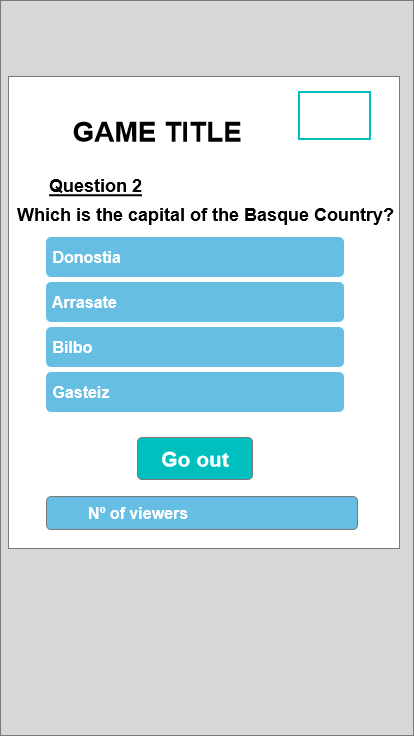 GAME TITLE
Question 2
Which is the capital of the Basque Country?
Donostia
Arrasate
Bilbo
Gasteiz
Go out
Nº of viewers